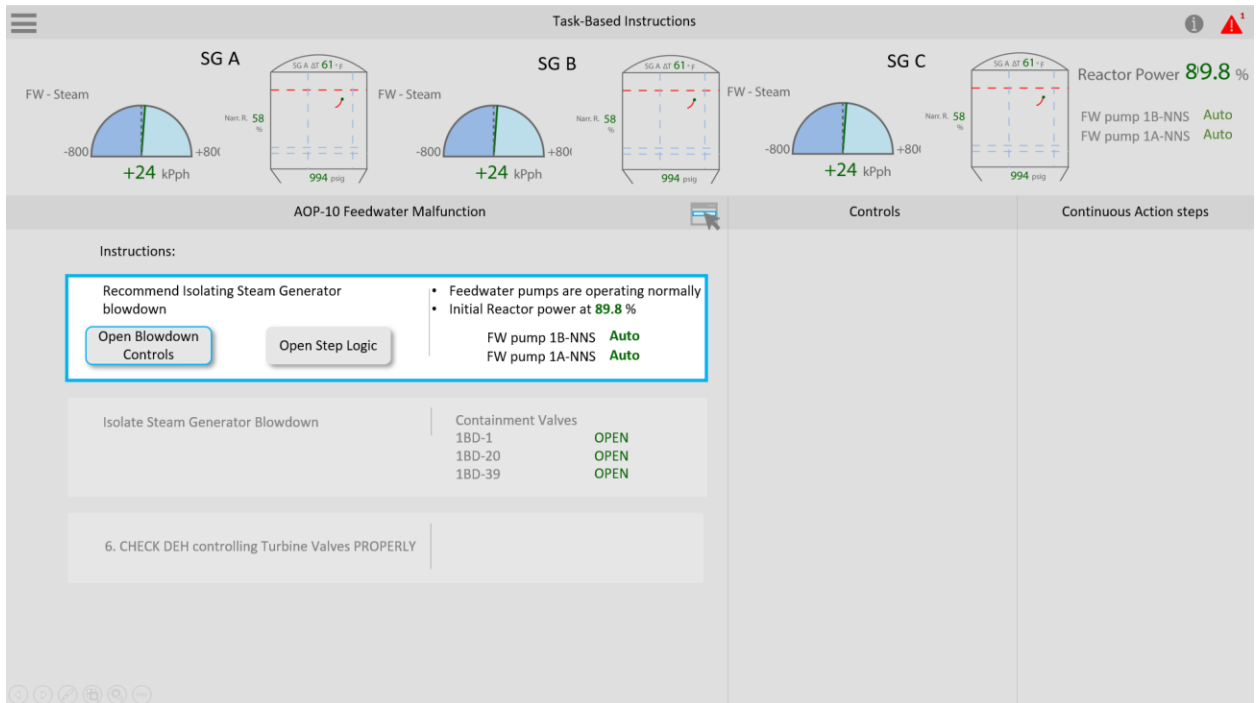 Task-Based Instructions
1
SG A
SG A ΔT 61 °F
FW - Steam
Narr. R. 58
%
-800
+80(
+24 kPph
994 psig
SG B
SG A ΔT 61 °F
FW - Steam
Narr. R. 58
%
-800
+80(
+24 kPph
994 psig
SG C
SG A ΔT 61 °F
FW - Steam
Narr. R. 58
%
-800
+80(
+24 kPph
994 psig
Reactor Power 89.8 %
FW pump 1B-NNS Auto
FW pump 1A-NNS Auto
AOP-10 Feedwater Malfunction
Controls
Continuous Action steps
Instructions:
Recommend Isolating Steam Generator
blowdown
Open Blowdown
Controls
Open Step Logic
• Feedwater pumps are operating normally
• Initial Reactor power at 89.8 %
FW pump 1B-NNS Auto
FW pump 1A-NNS Auto
Isolate Steam Generator Blowdown
Containment Valves
1BD-1 OPEN
1BD-20 OPEN
1BD-39 OPEN
6. CHECK DEH controlling Turbine Valves PROPERLY